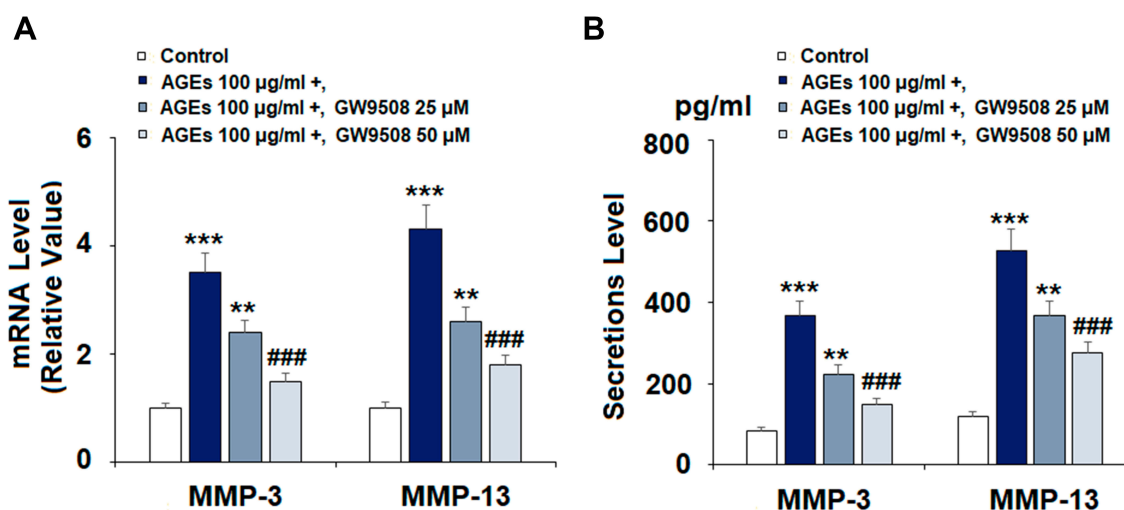 A
Control
AGEs 100 µg/ml +,
AGEs 100 µg/ml +, GW9508 25 µM
AGEs 100 µg/ml +, GW9508 50 µM
mRNA Level
(Relative Value)
6
4
2
0
***
**
###
***
**
###
MMP-3
MMP-13
B
Control
AGEs 100 µg/ml +,
AGEs 100 µg/ml +, GW9508 25 µM
AGEs 100 µg/ml +, GW9508 50 µM
pg/ml
Secretions Level
800
600
400
200
0
***
**
###
***
**
###
MMP-3
MMP-13